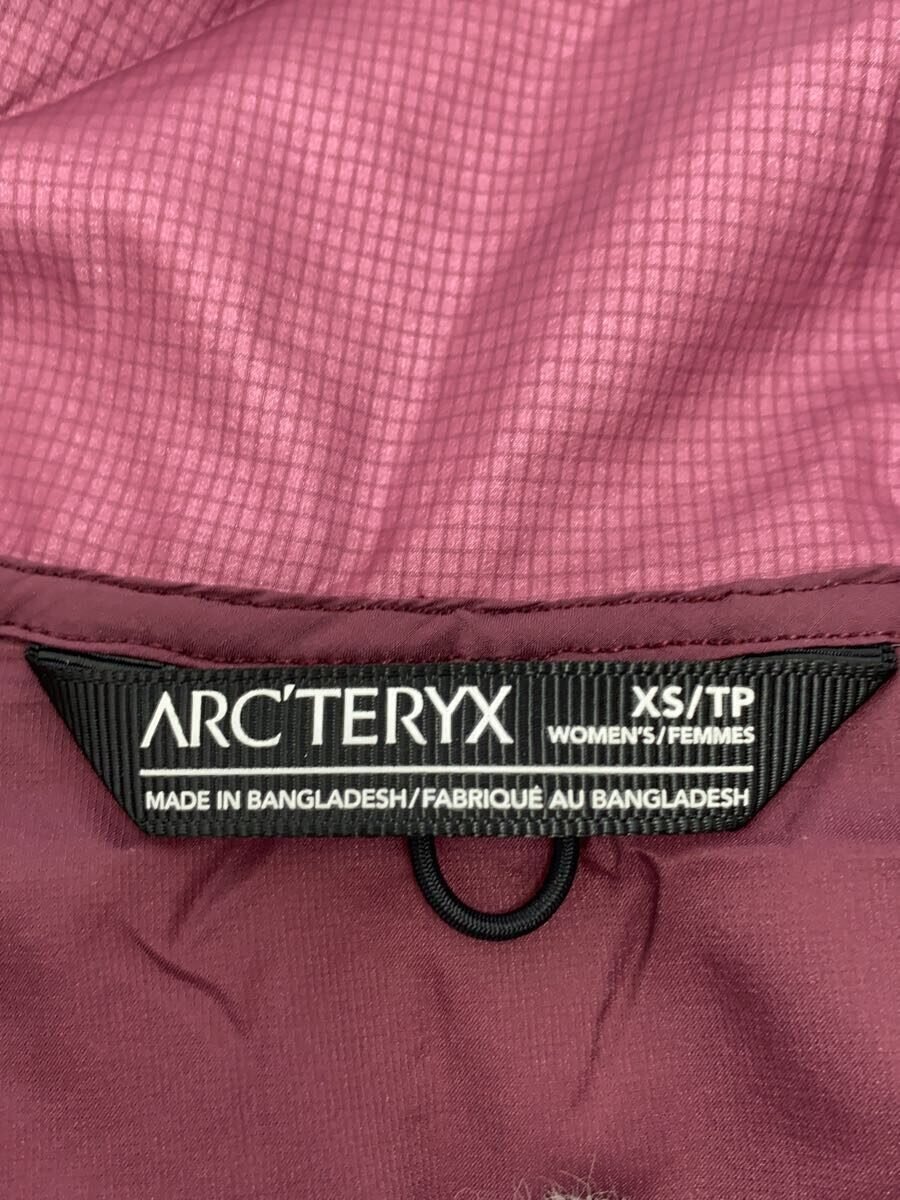 ARC'TERYX
XS/TP
WOMEN'S/FEMMES
MADE IN BANGLADESH/FABRIQUÉ AU BANGLADESH